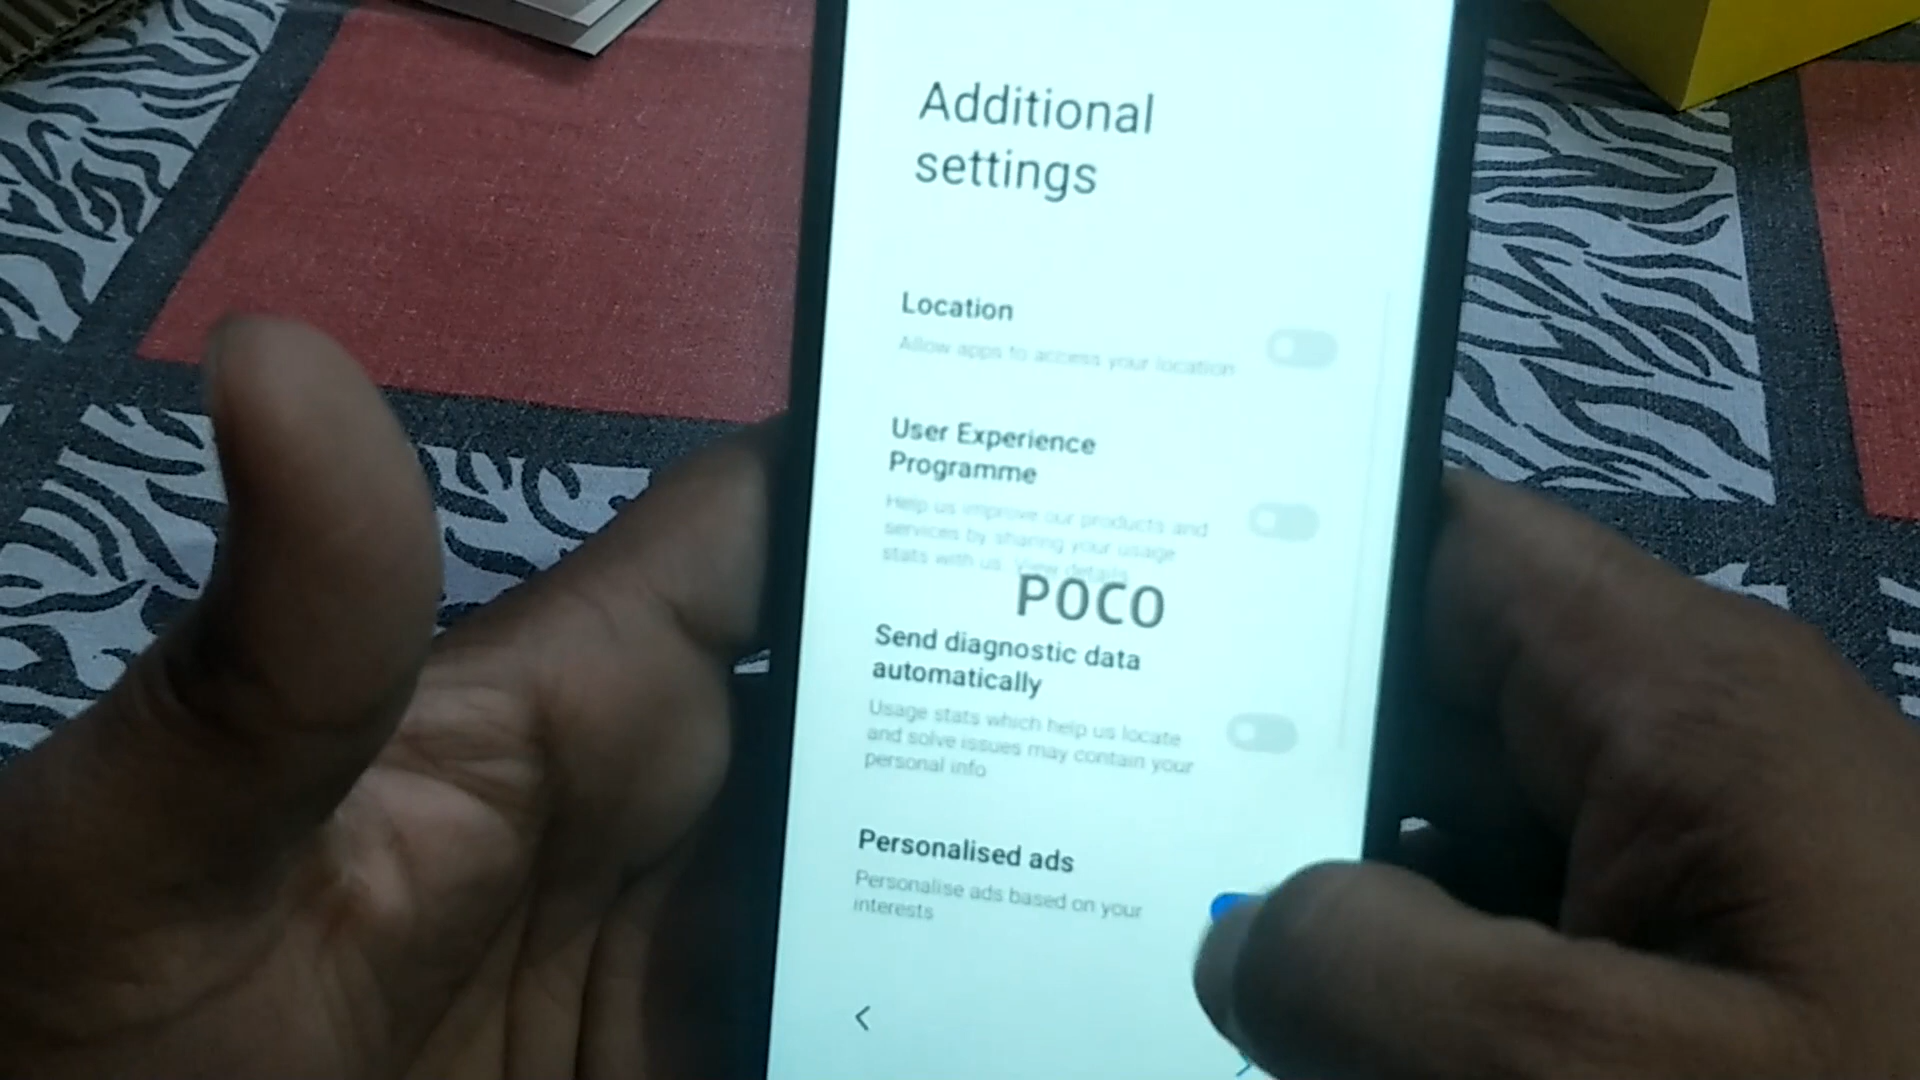 Additional
settings
Location
Allow apps to access your location
User Experience
Programme
Help us improve our products and
services by sharing your usage
stats with us. View details
POCO
Send diagnostic data
automatically
Usage stats which help us locate
and solve issues may contain your
personal info
Personalised ads
Personalise ads based on your
interests